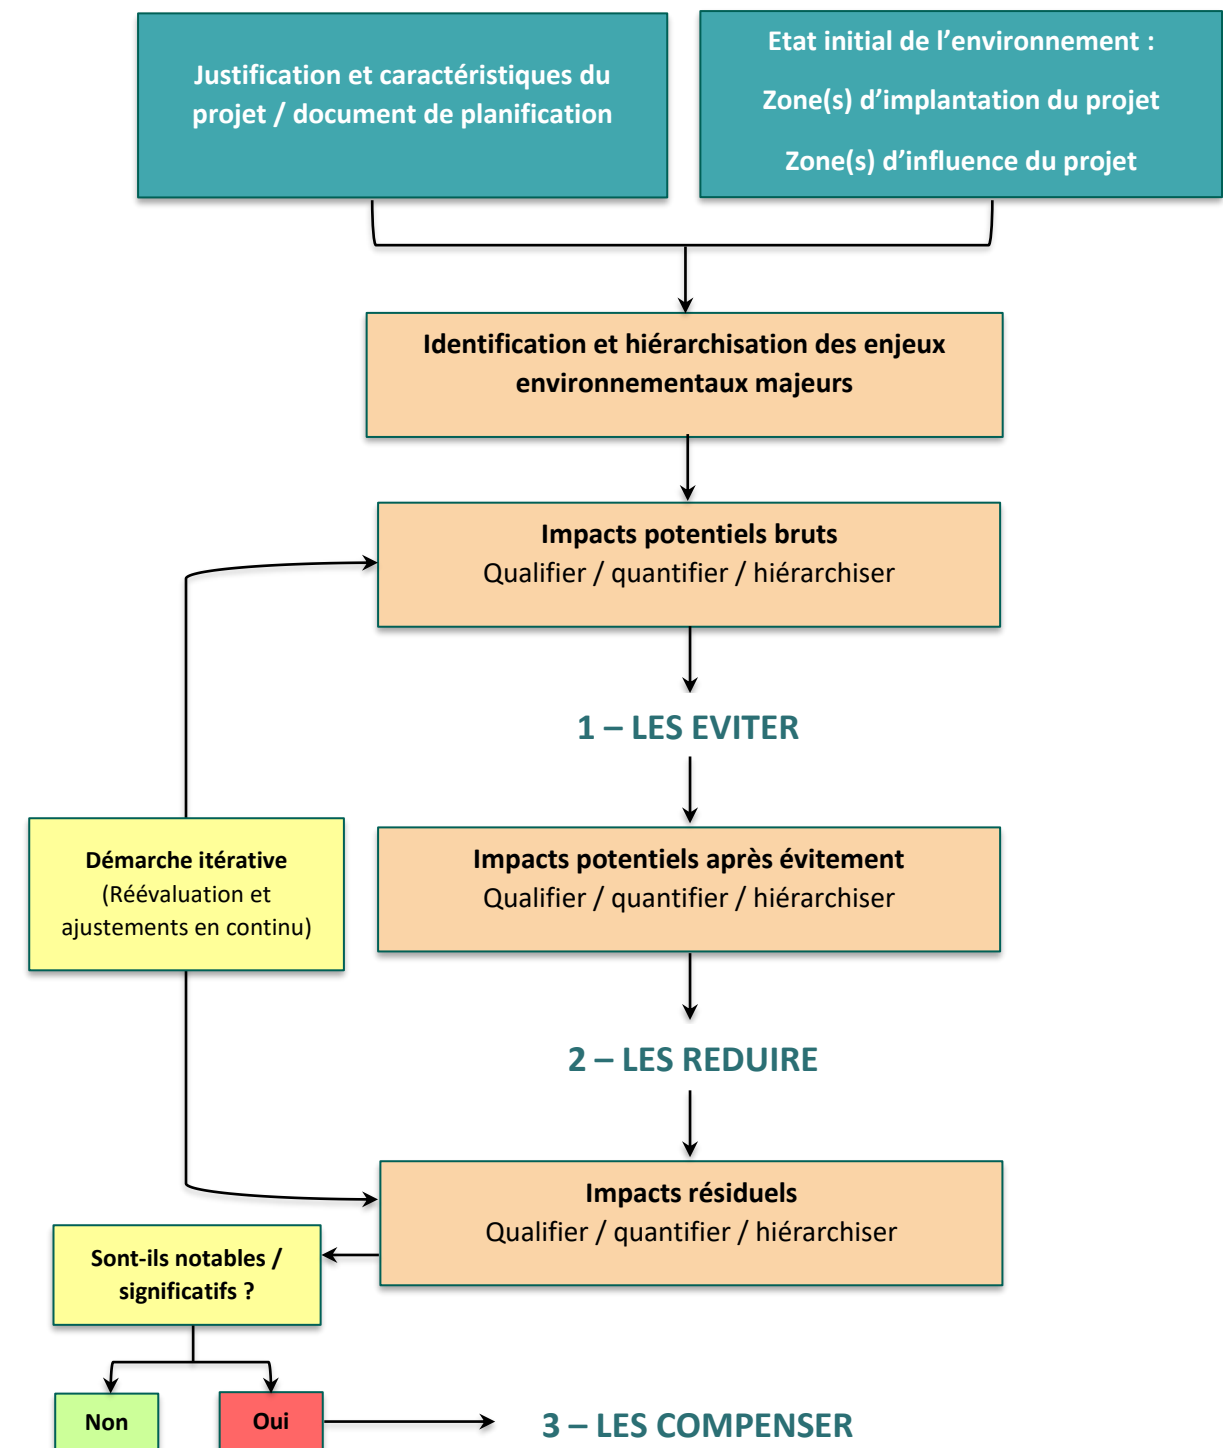 Justification et caractéristiques du
projet / document de planification
Etat initial de l’environnement :
Zone(s) d’implantation du projet
Zone(s) d’influence du projet
Identification et hiérarchisation des enjeux
environnementaux majeurs
Impacts potentiels bruts
Qualifier / quantifier / hiérarchiser
1 – LES EVITER
Démarche itérative
(Réévaluation et
ajustements en continu)
Impacts potentiels après évitement
Qualifier / quantifier / hiérarchiser
2 – LES REDUIRE
Impacts résiduels
Qualifier / quantifier / hiérarchiser
Sont-ils notables /
significatifs ?
Non
Oui
3 – LES COMPENSER